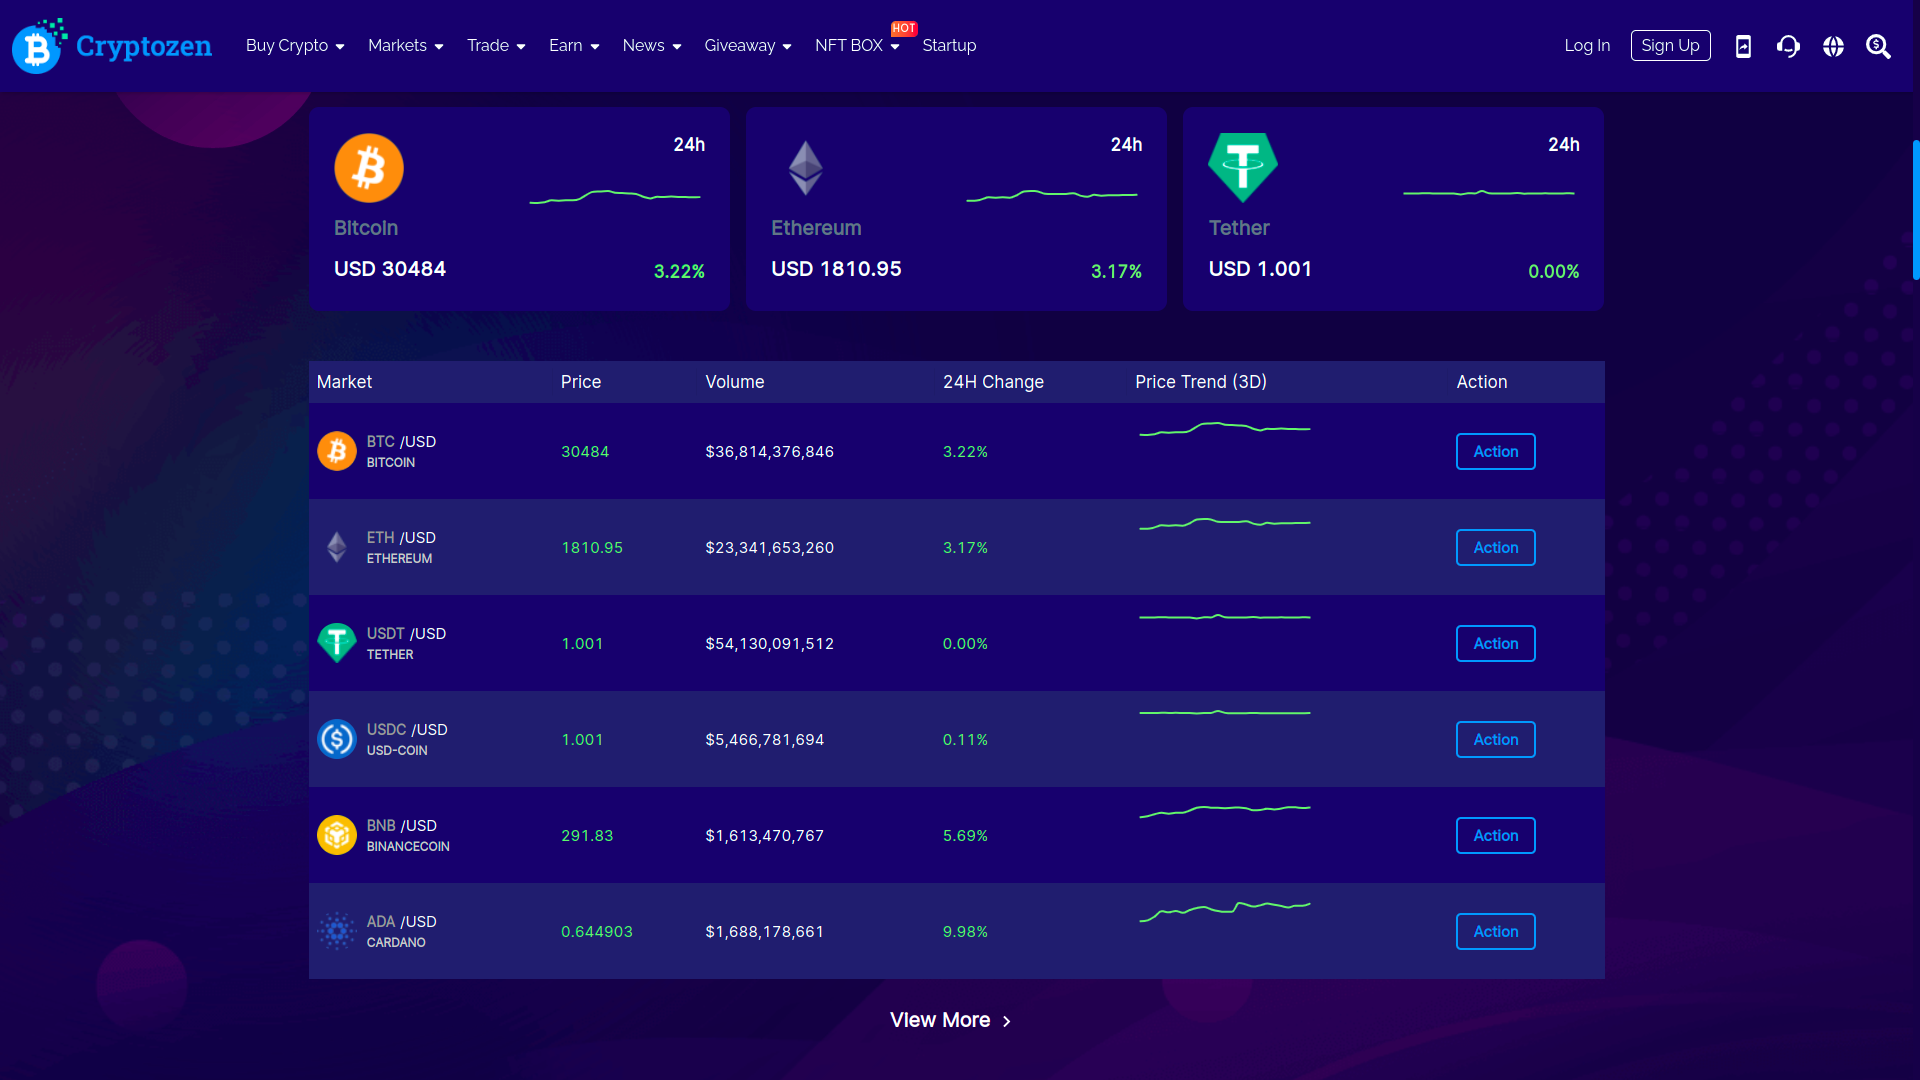 Cryptozen Buy Crypto Markets Trade Earn News Giveaway NFT BOX HOT Startup Log In Sign Up
24h 24h 24h
Bitcoin Ethereum Tether
USD 30484 3.22% USD 1810.95 3.17% USD 1.001 0.00%
Market Price Volume 24H Change Price Trend (3D) Action
BTC /USD
BITCOIN 30484 $36,814,376,846 3.22% Action
ETH /USD
ETHEREUM 1810.95 $23,341,653,260 3.17% Action
USDT /USD
TETHER 1.001 $54,130,091,512 0.00% Action
USDC /USD
USD-COIN 1.001 $5,466,781,694 0.11% Action
BNB /USD
BINANCECOIN 291.83 $1,613,470,767 5.69% Action
ADA /USD
CARDANO 0.644903 $1,688,178,661 9.98% Action
View More